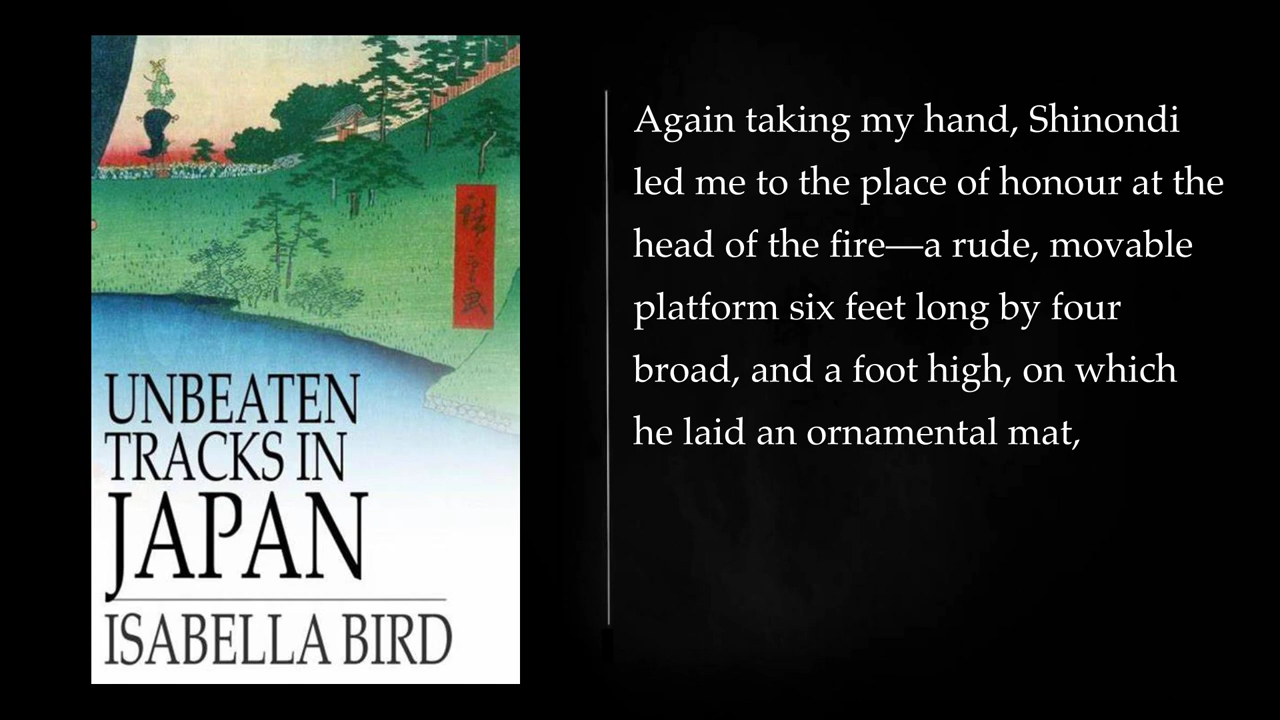 UNBEATEN
TRACKS IN
JAPAN
ISABELLA BIRD
Again taking my hand, Shinondi
led me to the place of honour at the
head of the fire—a rude, movable
platform six feet long by four
broad, and a foot high, on which
he laid an ornamental mat,